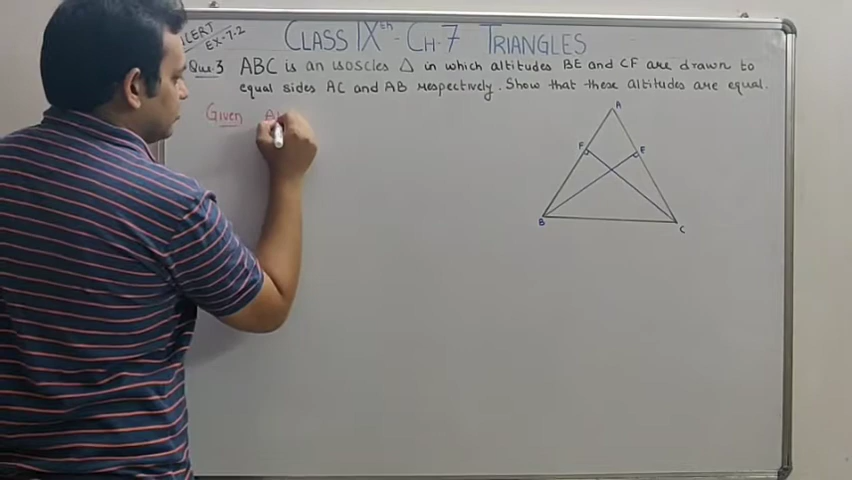 NCERT
EX-7.2
CLASS IXth - CH-7 TRIANGLES
Que:3 ABC is an isoscles △ in which altitudes BE and CF are drawn to
equal sides AC and AB respectively. Show that these altitudes are equal.
Given
A
F E
B C